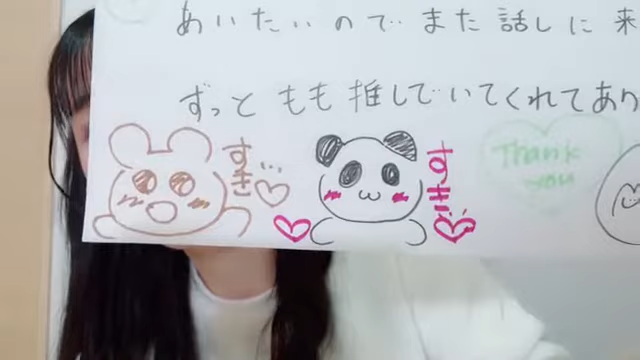 あいたいので また 話しに 来
ずっと もも 推しでいてくれてあり
すき…
すき!!
Thank
you